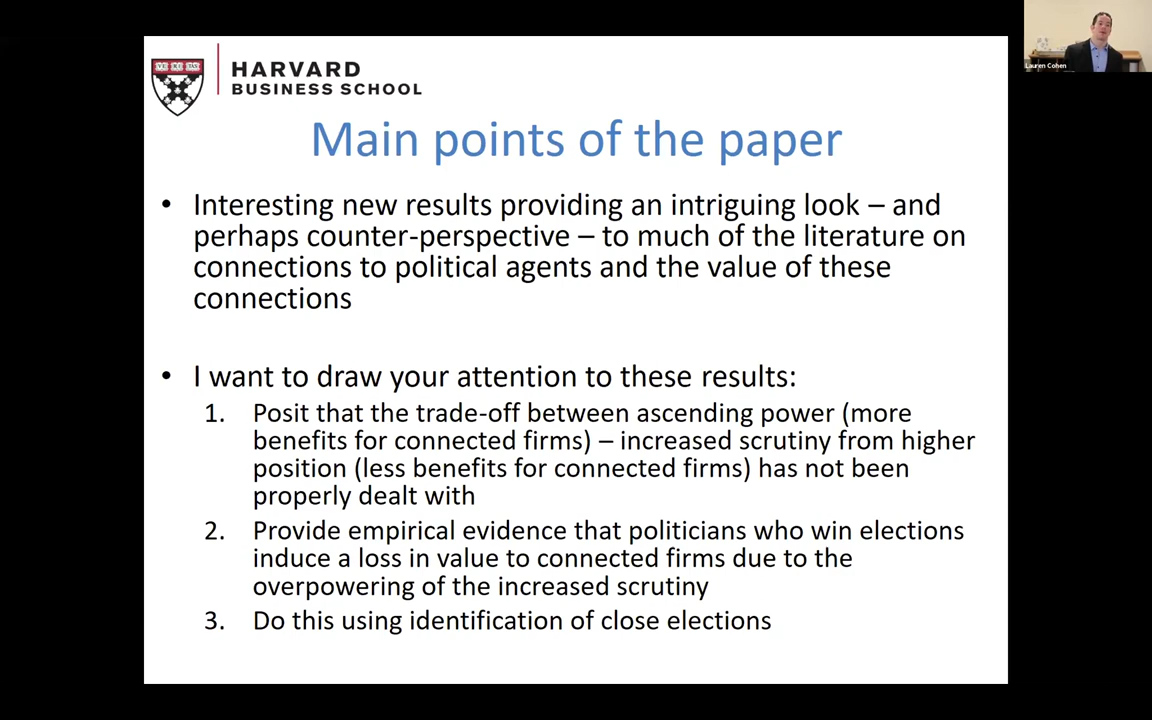 HARVARD
BUSINESS SCHOOL
Lauren Cohen
Main points of the paper
• Interesting new results providing an intriguing look – and
perhaps counter-perspective – to much of the literature on
connections to political agents and the value of these
connections
• I want to draw your attention to these results:
1. Posit that the trade-off between ascending power (more
benefits for connected firms) – increased scrutiny from higher
position (less benefits for connected firms) has not been
properly dealt with
2. Provide empirical evidence that politicians who win elections
induce a loss in value to connected firms due to the
overpowering of the increased scrutiny
3. Do this using identification of close elections